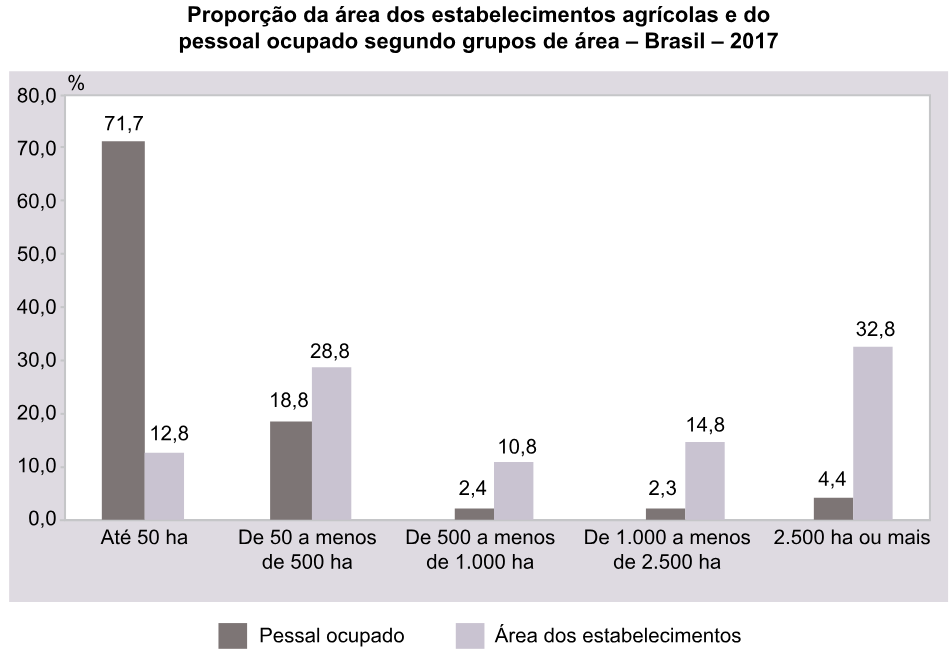 Proporção da área dos estabelecimentos agrícolas e do
pessoal ocupado segundo grupos de área – Brasil – 2017
%
80,0
70,0
60,0
50,0
40,0
30,0
20,0
10,0
0,0
71,7
12,8
18,8
28,8
2,4
10,8
2,3
14,8
4,4
32,8
Até 50 ha
De 50 a menos
de 500 ha
De 500 a menos
de 1.000 ha
De 1.000 a menos
de 2.500 ha
2.500 ha ou mais
Pessal ocupado
Área dos estabelecimentos